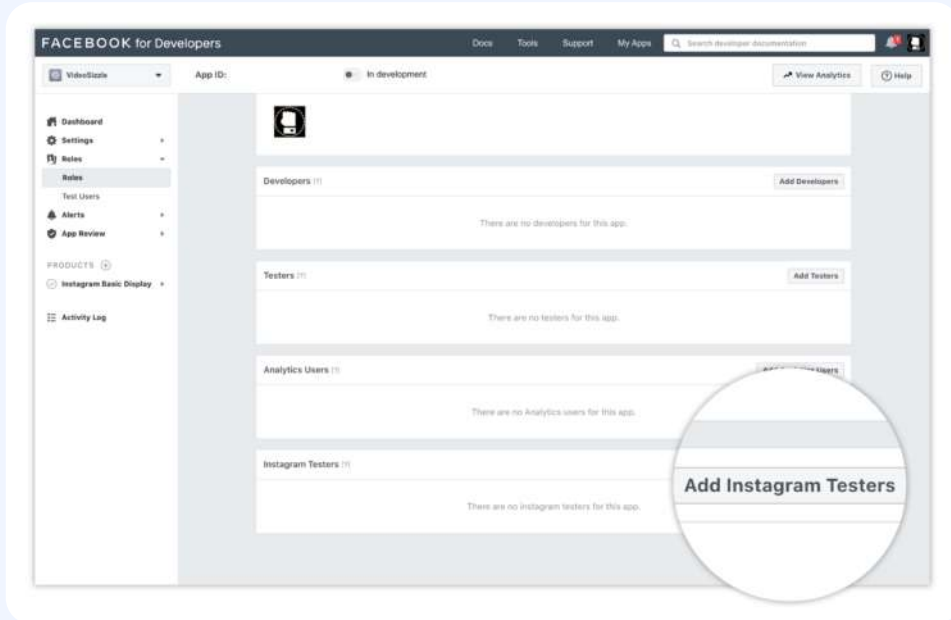 FACEBOOK for Developers
Docs Tools Support My Apps Search developer documentation
VideoSizzle App ID: In development View Analytics Help
Dashboard
Settings
Roles
Roles
Test Users
Alerts
App Review
PRODUCTS
Instagram Basic Display
Activity Log
Developers [?] Add Developers
There are no developers for this app.
Testers [?] Add Testers
There are no testers for this app.
Analytics Users [?] Users
There are no Analytics users for this app.
Instagram Testers [?]
Add Instagram Testers
There are no instagram testers for this app.